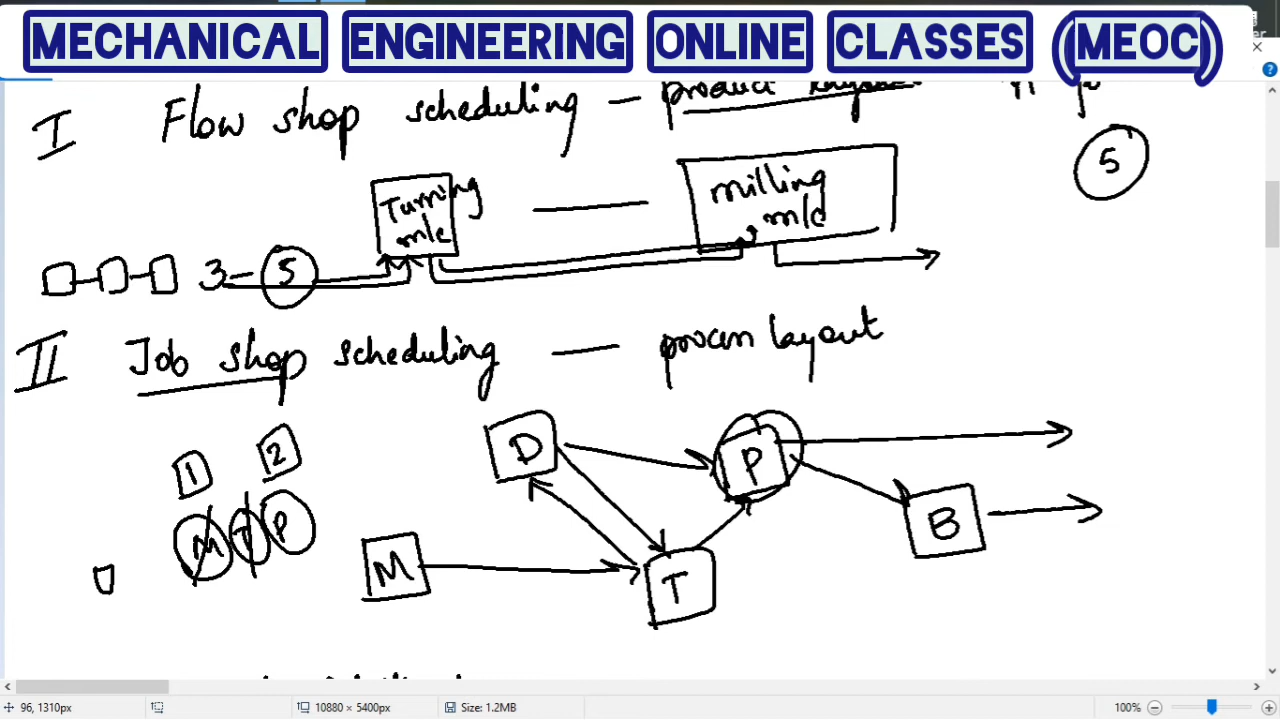 MECHANICAL ENGINEERING ONLINE CLASSES (MEOC)
I Flow shop scheduling — product
5
Turning m/c — milling m/c
3 — 5
II Job shop scheduling — process layout
1 2
M T P
D P
B
M T
96, 1310px 10880 × 5400px Size: 1.2MB 100%